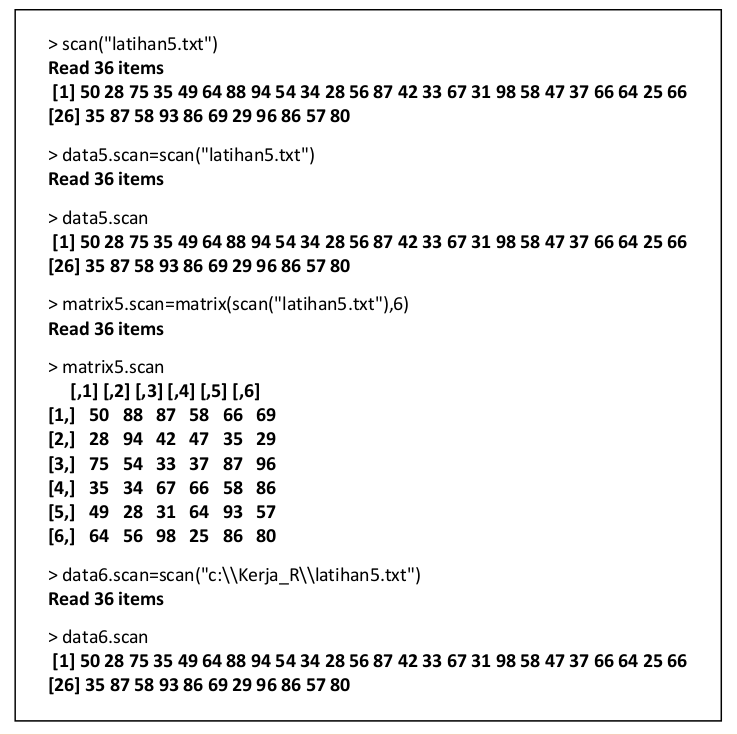 > scan("latihan5.txt")
Read 36 items
[1] 50 28 75 35 49 64 88 94 54 34 28 56 87 42 33 67 31 98 58 47 37 66 64 25 66
[26] 35 87 58 93 86 69 29 96 86 57 80
> data5.scan=scan("latihan5.txt")
Read 36 items
> data5.scan
[1] 50 28 75 35 49 64 88 94 54 34 28 56 87 42 33 67 31 98 58 47 37 66 64 25 66
[26] 35 87 58 93 86 69 29 96 86 57 80
> matrix5.scan=matrix(scan("latihan5.txt"),6)
Read 36 items
> matrix5.scan
[,1] [,2] [,3] [,4] [,5] [,6]
[1,] 50 88 87 58 66 69
[2,] 28 94 42 47 35 29
[3,] 75 54 33 37 87 96
[4,] 35 34 67 66 58 86
[5,] 49 28 31 64 93 57
[6,] 64 56 98 25 86 80
> data6.scan=scan("c:\\Kerja_R\\latihan5.txt")
Read 36 items
> data6.scan
[1] 50 28 75 35 49 64 88 94 54 34 28 56 87 42 33 67 31 98 58 47 37 66 64 25 66
[26] 35 87 58 93 86 69 29 96 86 57 80